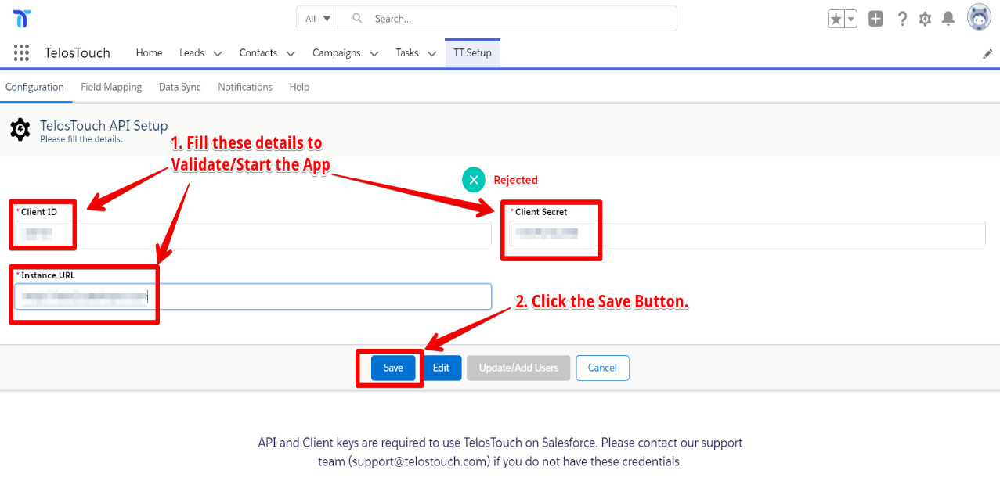 All
Search...
TelosTouch
Home
Leads
Contacts
Campaigns
Tasks
TT Setup
Configuration
Field Mapping
Data Sync
Notifications
Help
TelosTouch API Setup
Please fill the details.
1. Fill these details to
Validate/Start the App
Rejected
* Client ID
* Client Secret
* Instance URL
2. Click the Save Button.
Save
Edit
Update/Add Users
Cancel
API and Client keys are required to use TelosTouch on Salesforce. Please contact our support
team (support@telostouch.com) if you do not have these credentials.